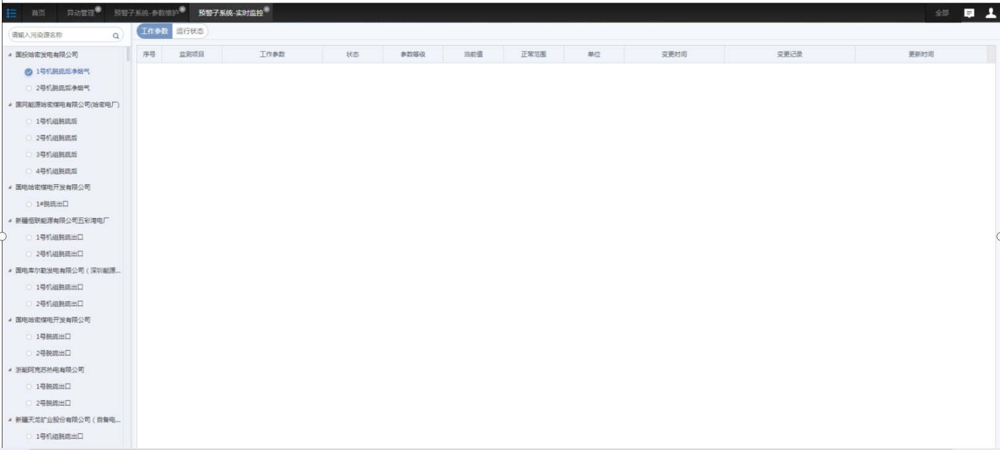 首页 异动管理 预警子系统-参数维护 预警子系统-实时监控 全部
请输入污染源名称
工作参数 运行状态
序号 监测项目 工作参数 状态 参数等级 当前值 正常范围 单位 变更时间 变更记录 更新时间
国投哈密发电有限公司
1号机脱硫后净烟气
2号机脱硫后净烟气
国网能源哈密煤电有限公司(哈密电厂)
1号机组脱硫后
2号机组脱硫后
3号机组脱硫后
4号机组脱硫后
国电哈密煤电开发有限公司
1#脱硫出口
新疆恒联能源有限公司五彩湾电厂
1号机组脱硫出口
2号机组脱硫出口
国电库尔勒发电有限公司（深圳能源...
1号机组脱硫出口
2号机组脱硫出口
国电哈密煤电开发有限公司
1号脱硫出口
2号脱硫出口
浙能阿克苏热电有限公司
1号脱硫出口
2号脱硫出口
新疆天龙矿业股份有限公司（自备电...
1号机组脱硫出口